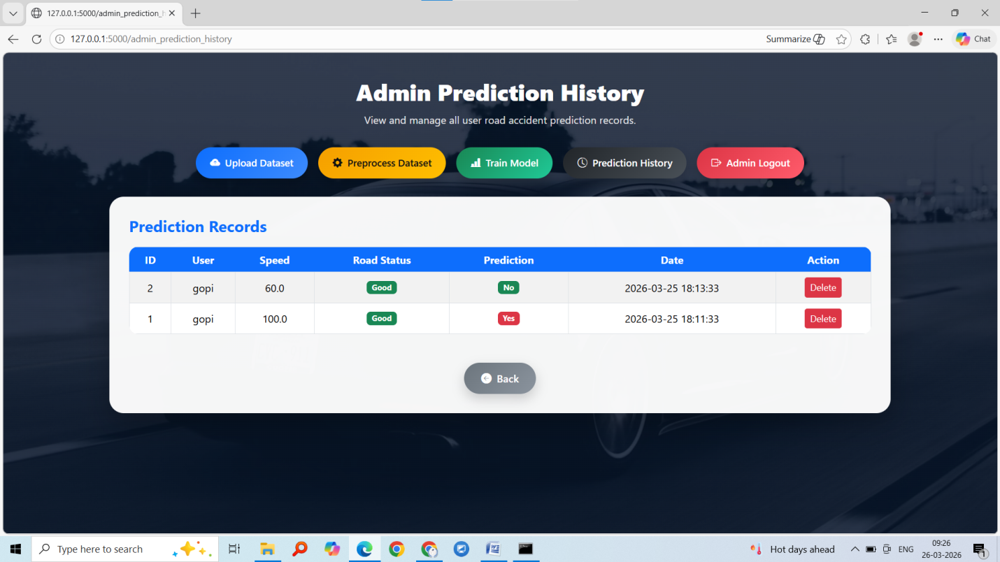 127.0.0.1:5000/admin_prediction_h
127.0.0.1:5000/admin_prediction_history
Summarize
Chat
Admin Prediction History
View and manage all user road accident prediction records.
Upload Dataset Preprocess Dataset Train Model Prediction History Admin Logout
Prediction Records
ID User Speed Road Status Prediction Date Action
2 gopi 60.0 Good No 2026-03-25 18:13:33 Delete
1 gopi 100.0 Good Yes 2026-03-25 18:11:33 Delete
Back
Type here to search
Hot days ahead
ENG
09:26
26-03-2026
1